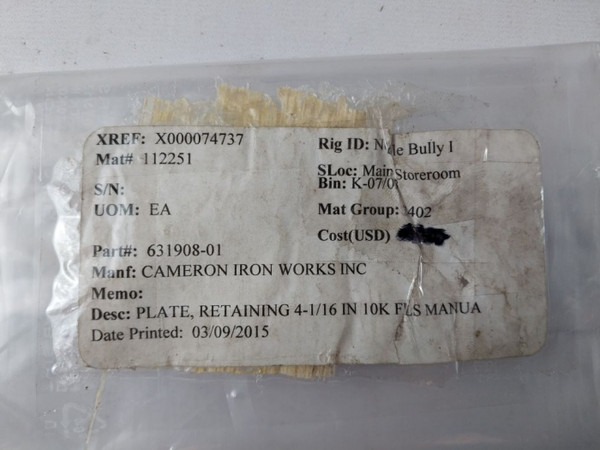 XREF: X000074737
Mat# 112251
S/N:
UOM: EA
Rig ID: Bully I
SLoc: Main Storeroom
Bin:
Mat Group: 402
Cost(USD)
Part#: 631908-01
Manf: CAMERON IRON WORKS INC
Memo:
Desc: PLATE, RETAINING 4-1/16 IN 10K FLS MANUA
Date Printed: 03/09/2015